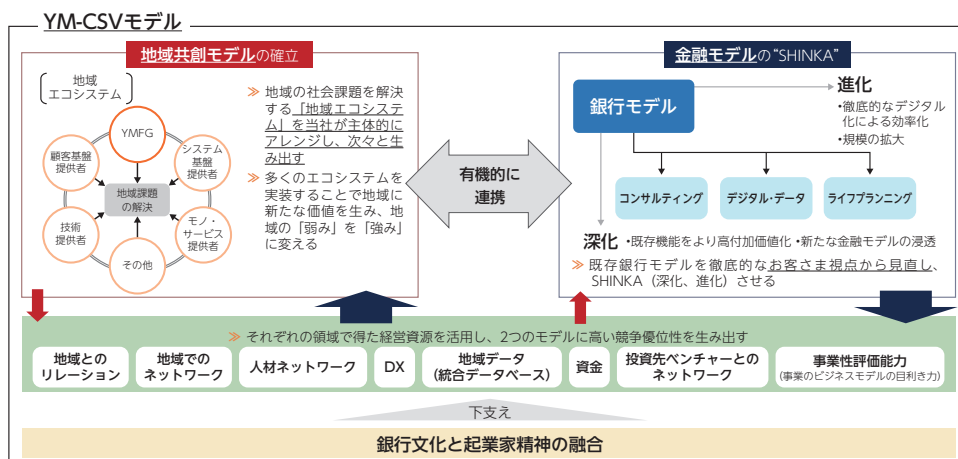 YM-CSVモデル
地域共創モデルの確立
地域
エコシステム
YMFG
顧客基盤
提供者
システム
基盤
提供者
地域課題
の解決
技術
提供者
モノ・
サービス
提供者
その他
≫ 地域の社会課題を解決
する「地域エコシステ
ム」を当社が主体的に
アレンジし、次々と生
み出す
≫ 多くのエコシステムを
実装することで地域に
新たな価値を生み、地
域の「弱み」を「強み」
に変える
有機的に
連携
金融モデルの“SHINKA”
銀行モデル
進化
・徹底的なデジタル
化による効率化
・規模の拡大
コンサルティング
デジタル・データ
ライフプランニング
深化 ・既存機能をより高付加価値化 ・新たな金融モデルの浸透
≫ 既存銀行モデルを徹底的なお客さま視点から見直し、
SHINKA（深化、進化）させる
≫ それぞれの領域で得た経営資源を活用し、2つのモデルに高い競争優位性を生み出す
地域との
リレーション
地域での
ネットワーク
人材ネットワーク
DX
地域データ
（統合データベース）
資金
投資先ベンチャーとの
ネットワーク
事業性評価能力
（事業のビジネスモデルの目利き力）
下支え
銀行文化と起業家精神の融合